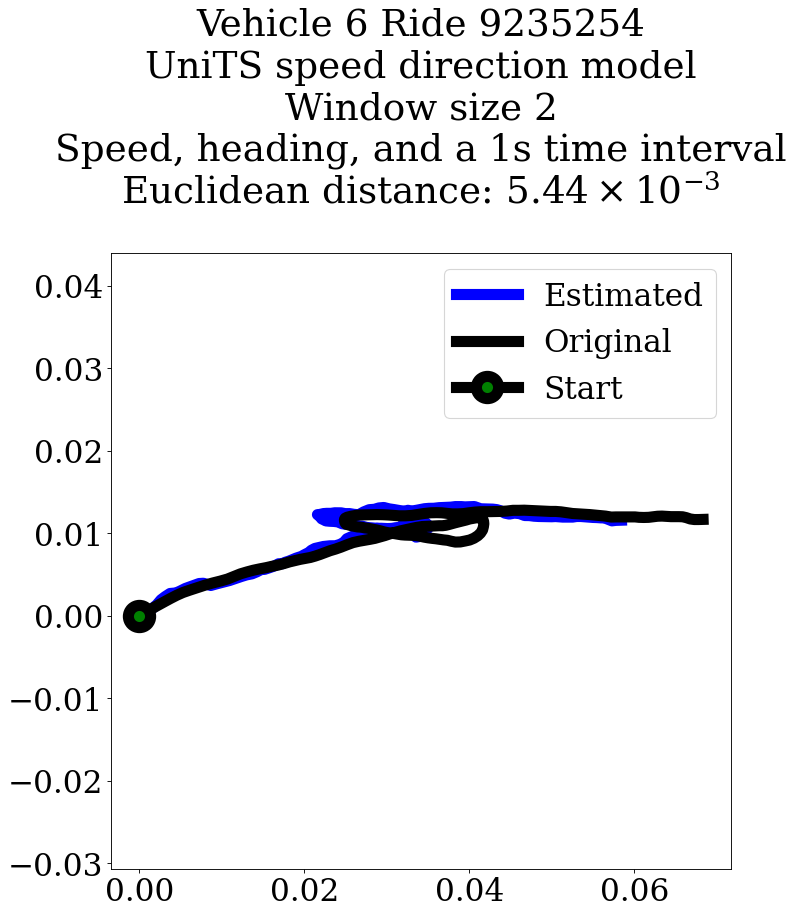 Vehicle 6 Ride 9235254
UniTS speed direction model
Window size 2
Speed, heading, and a 1s time interval
Euclidean distance: 5.44 × 10⁻³
Estimated
Original
Start
0.04
0.03
0.02
0.01
0.00
−0.01
−0.02
−0.03
0.00 0.02 0.04 0.06